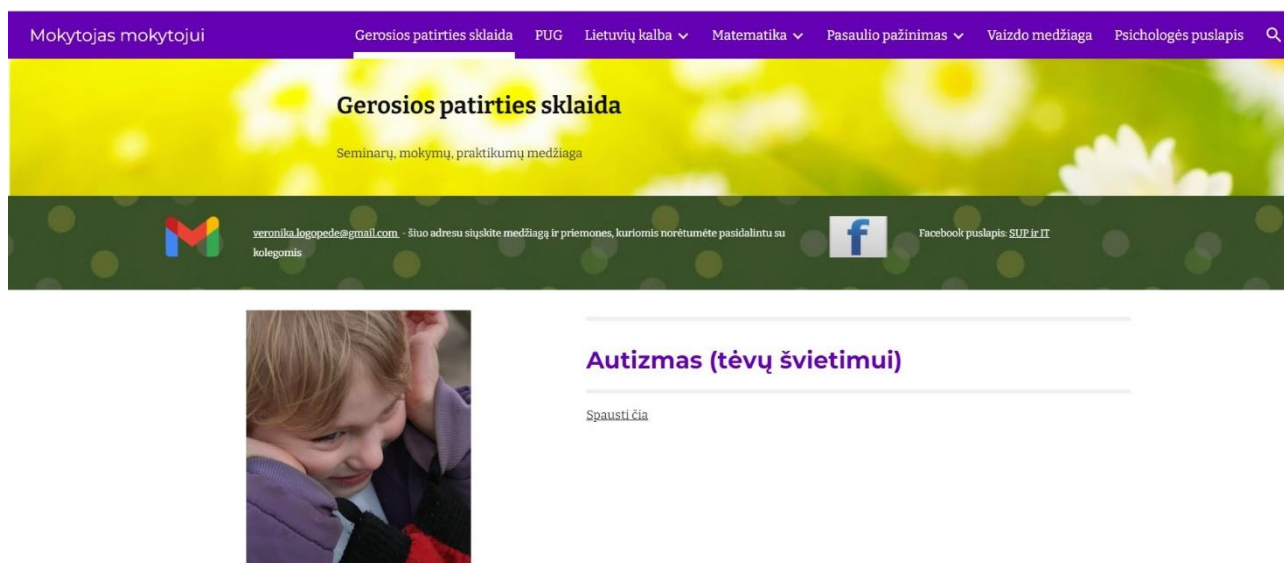 Mokytojas mokytojui
Gerosios patirties sklaida
PUG
Lietuvių kalba
Matematika
Pasaulio pažinimas
Vaizdo medžiaga
Psichologės puslapis
Gerosios patirties sklaida
Seminarų, mokymų, praktikumų medžiaga
veronika.logopede@gmail.com - šiuo adresu siųskite medžiagą ir priemones, kuriomis norėtumėte pasidalintu su
kolegomis
f
Facebook puslapis: SUP ir IT
Autizmas (tėvų švietimui)
Spausti čia